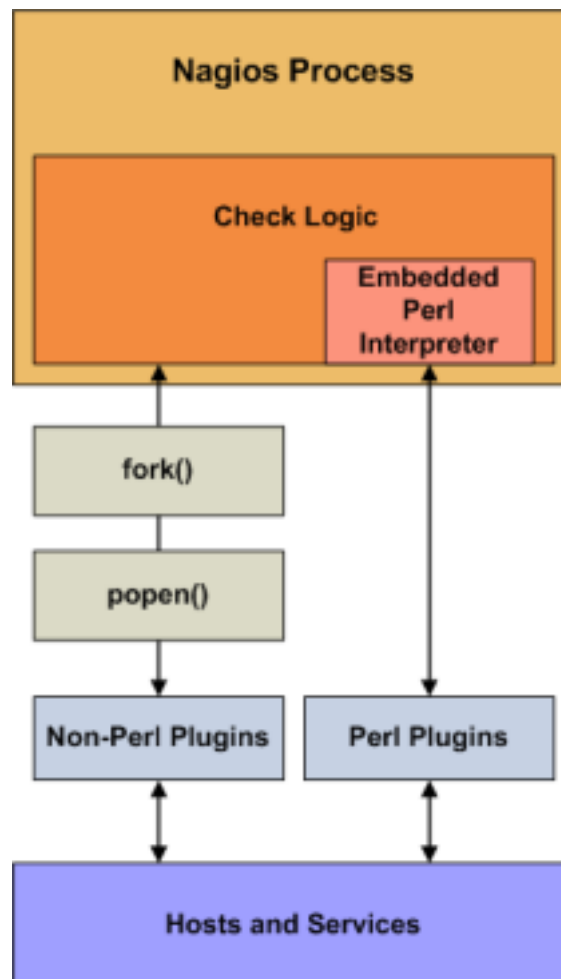 Nagios Process
Check Logic
Embedded
Perl
Interpreter
fork()
popen()
Non-Perl Plugins
Perl Plugins
Hosts and Services